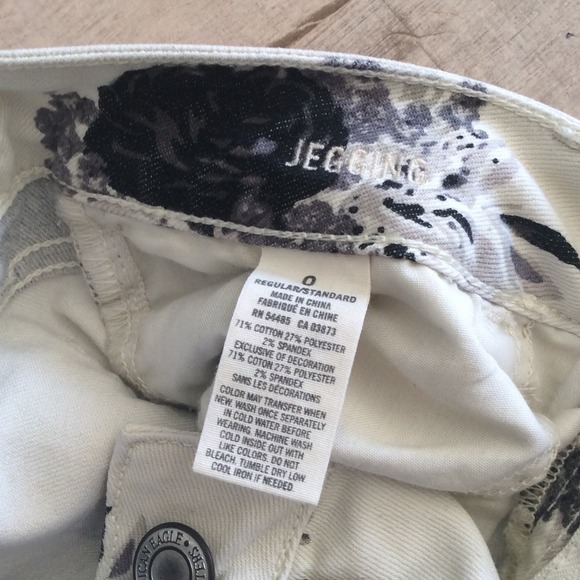 JEGGING
0
REGULAR/STANDARD
MADE IN CHINA
FABRIQUÉ EN CHINE
RN 54485 CA 03873
71% COTTON 27% POLYESTER
2% SPANDEX
EXCLUSIVE OF DECORATION
71% COTON 27% POLYESTER
2% SPANDEX
SANS LES DÉCORATIONS
COLOR MAY TRANSFER WHEN
NEW. WASH ONCE SEPARATELY
IN COLD WATER BEFORE
WEARING. MACHINE WASH
COLD INSIDE OUT WITH
LIKE COLORS. DO NOT
BLEACH. TUMBLE DRY LOW
COOL IRON IF NEEDED.
ICAN EAGLE